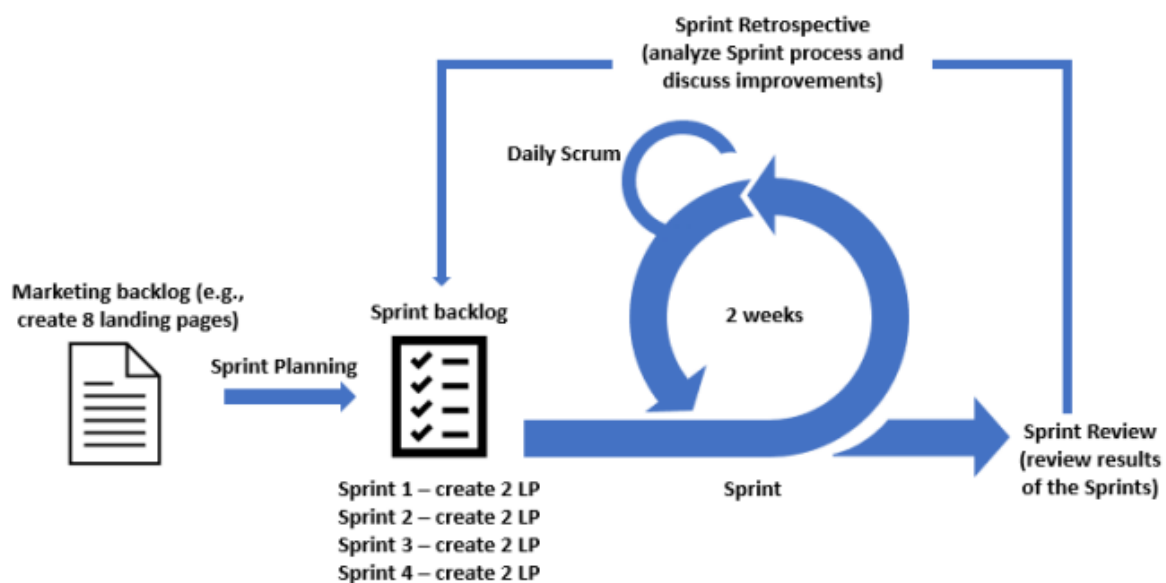 Sprint Retrospective
(analyze Sprint process and
discuss improvements)
Daily Scrum
Marketing backlog (e.g.,
create 8 landing pages)
Sprint Planning
Sprint backlog
2 weeks
Sprint 1 – create 2 LP
Sprint 2 – create 2 LP
Sprint 3 – create 2 LP
Sprint 4 – create 2 LP
Sprint
Sprint Review
(review results
of the Sprints)